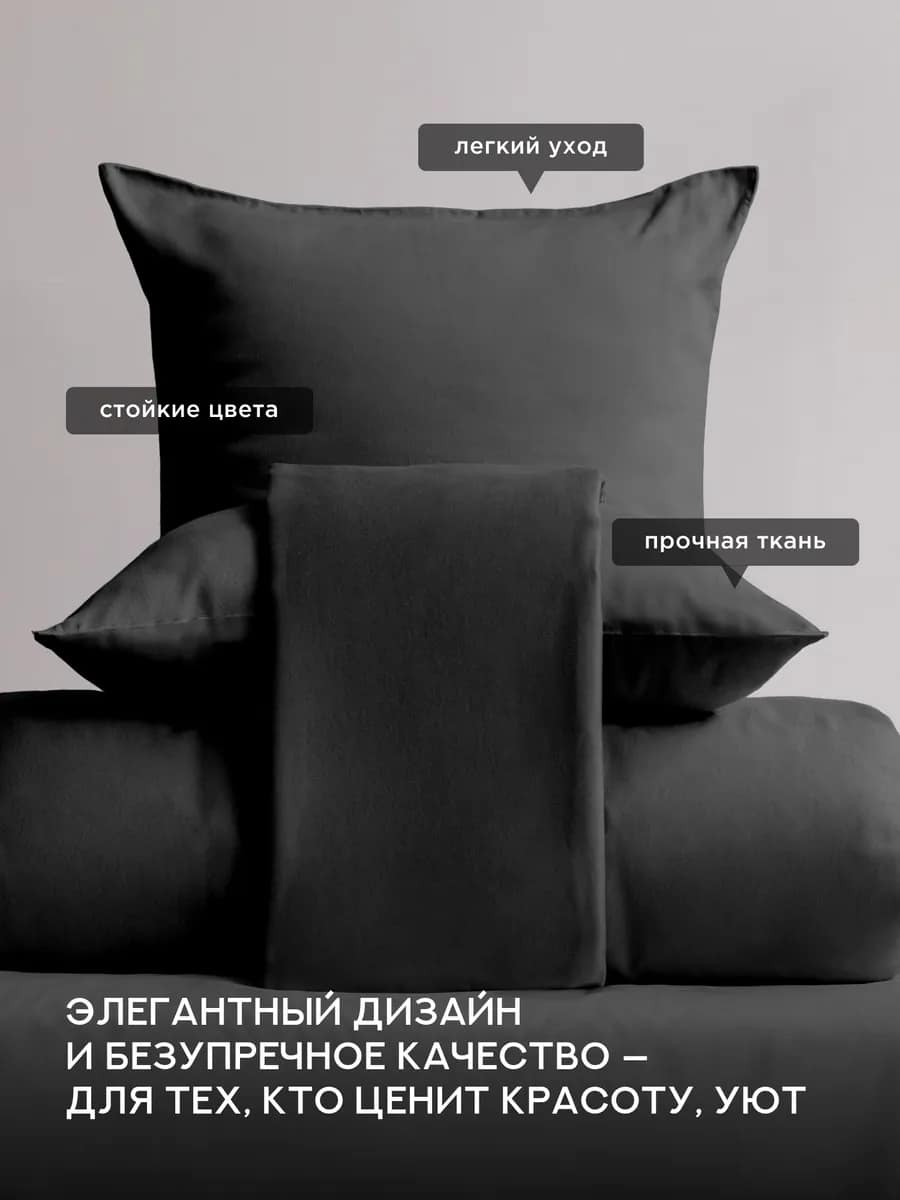 легкий уход
стойкие цвета
прочная ткань
ЭЛЕГАНТНЫЙ ДИЗАЙН
И БЕЗУПРЕЧНОЕ КАЧЕСТВО —
ДЛЯ ТЕХ, КТО ЦЕНИТ КРАСОТУ, УЮТ